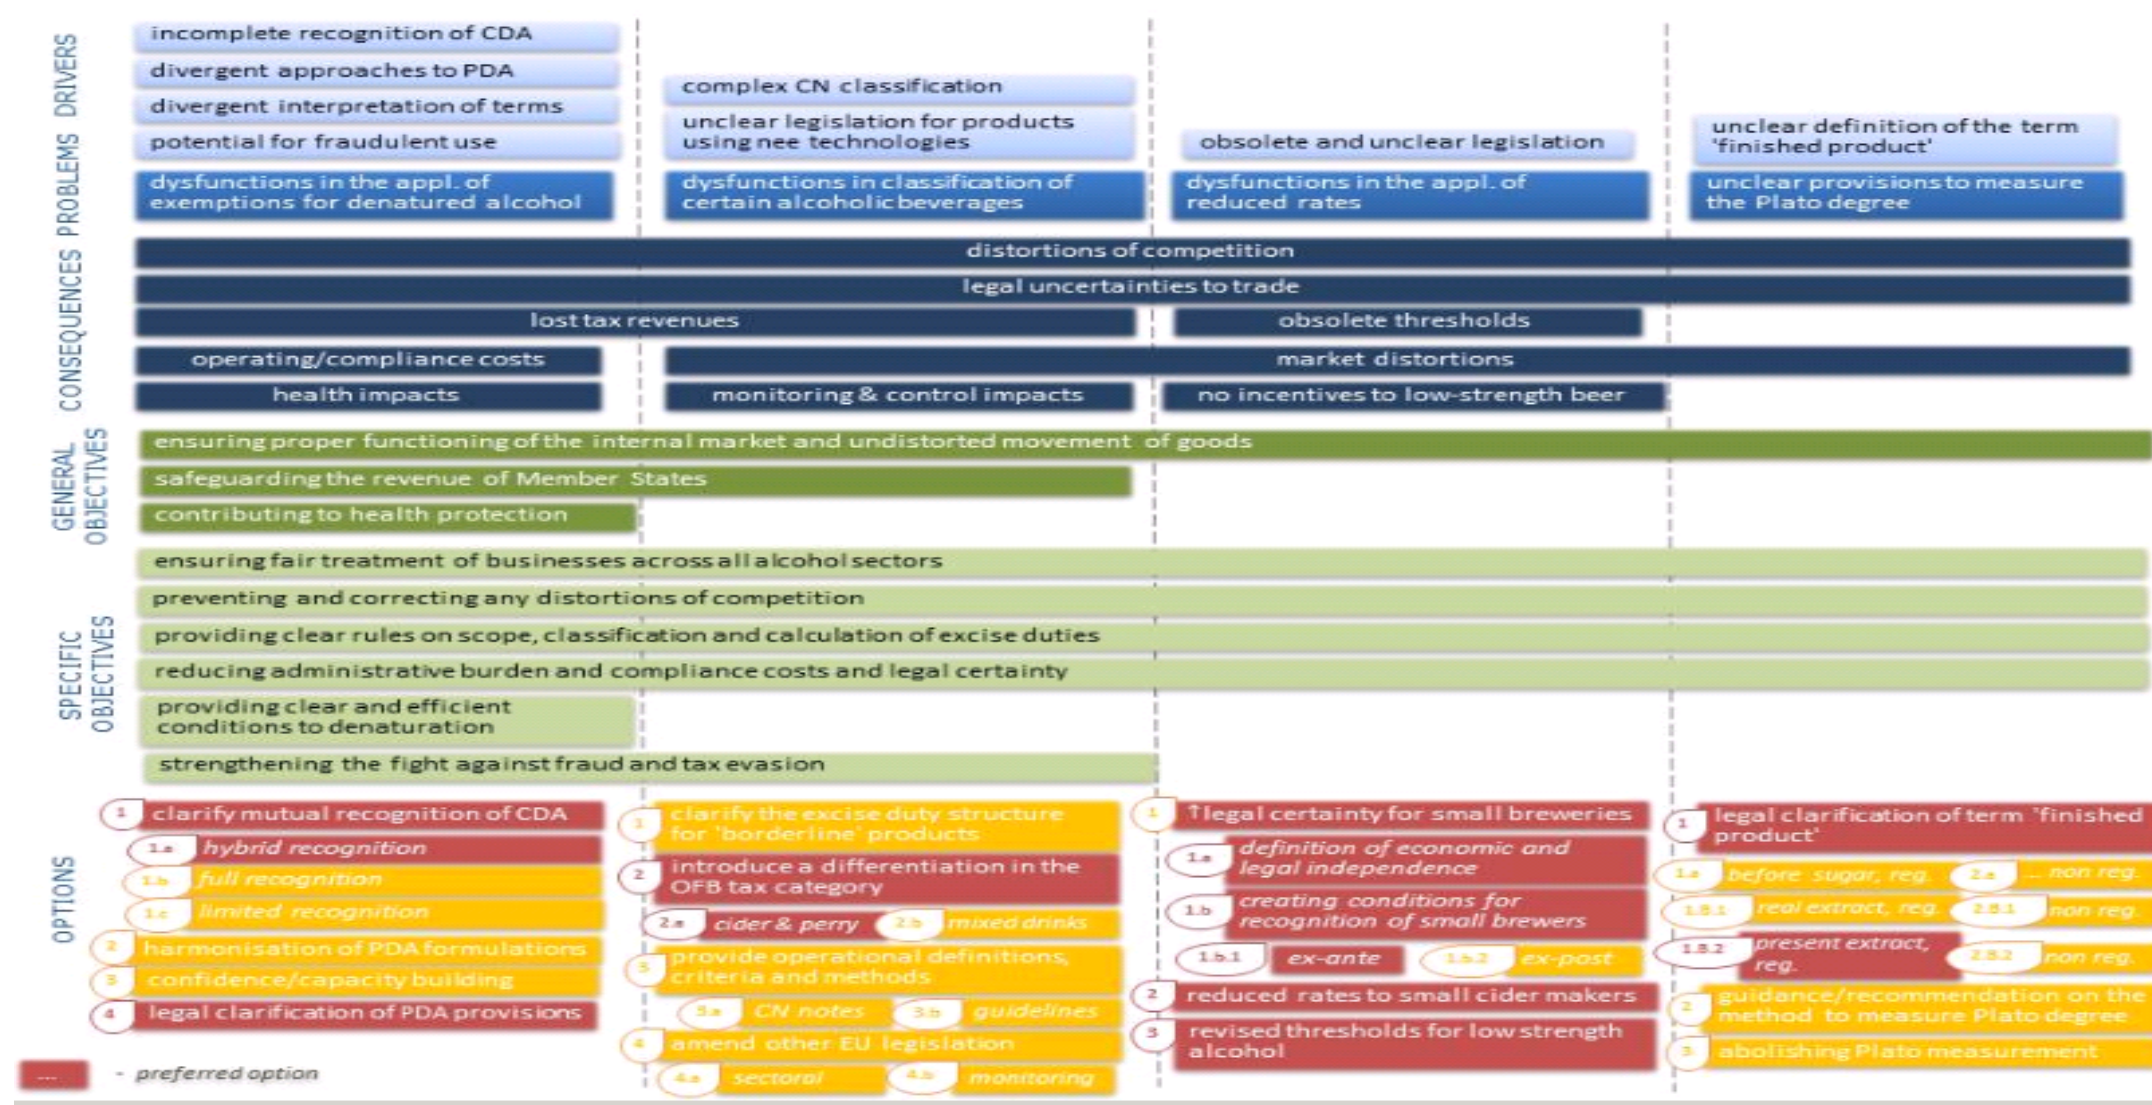 DRIVERS
incomplete recognition of CDA
divergent approaches to PDA
divergent interpretation of terms
potential for fraudulent use
complex CN classification
unclear legislation for products
using nee technologies
obsolete and unclear legislation
unclear definition of the term
'finished product'
PROBLEMS
dysfunctions in the appl. of
exemptions for denatured alcohol
dysfunctions in classification of
certain alcoholic beverages
dysfunctions in the appl. of
reduced rates
unclear provisions to measure
the Plato degree
CONSEQUENCES
distortions of competition
legal uncertainties to trade
lost tax revenues
obsolete thresholds
operating/compliance costs
market distortions
health impacts
monitoring & control impacts
no incentives to low-strength beer
GENERAL
OBJECTIVES
ensuring proper functioning of the internal market and undistorted movement of goods
safeguarding the revenue of Member States
contributing to health protection
SPECIFIC
OBJECTIVES
ensuring fair treatment of businesses across all alcohol sectors
preventing and correcting any distortions of competition
providing clear rules on scope, classification and calculation of excise duties
reducing administrative burden and compliance costs and legal certainty
providing clear and efficient
conditions to denaturation
strengthening the fight against fraud and tax evasion
OPTIONS
1 clarify mutual recognition of CDA
1.a hybrid recognition
1.b full recognition
1.c limited recognition
2 harmonisation of PDA formulations
3 confidence/capacity building
4 legal clarification of PDA provisions
1 clarify the excise duty structure
for 'borderline' products
2 introduce a differentiation in the
OFB tax category
2.a cider & perry 2.b mixed drinks
3 provide operational definitions,
criteria and methods
3.a CN notes 3.b guidelines
4 amend other EU legislation
4.a sectoral 4.b monitoring
1 ↑legal certainty for small breweries
1.a definition of economic and
legal independence
1.b creating conditions for
recognition of small brewers
1.b.1 ex-ante 1.b.2 ex-post
2 reduced rates to small cider makers
3 revised thresholds for low strength
alcohol
1 legal clarification of term 'finished
product'
1.a before sugar, reg. 2.a ... non reg.
1.B.1 real extract, reg. 2.B.1 non reg.
1.B.2 present extract,
reg. 2.B.2 non reg.
2 guidance/recommendation on the
method to measure Plato degree
3 abolishing Plato measurement
... - preferred option